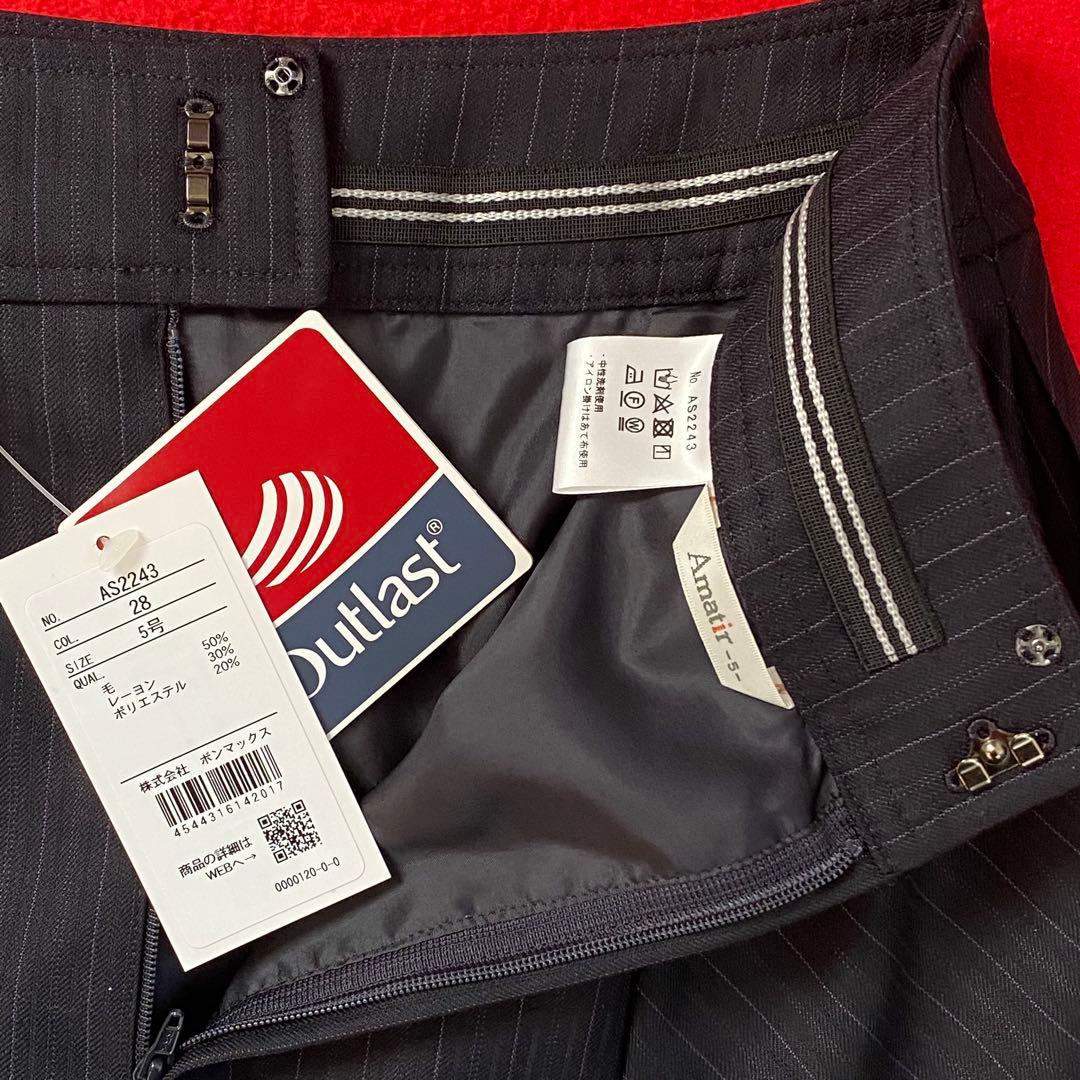 NO. AS2243
COL. 28
SIZE 5号
QUAL.
毛 50%
レーヨン 30%
ポリエステル 20%
株式会社 ボンマックス
4544316142017
商品の詳細は
WEBへ→
0000120-0-0
Outlast®
No AS2243
F W
・中性洗剤使用
・アイロン掛けはあて布使用
Amatir -5-